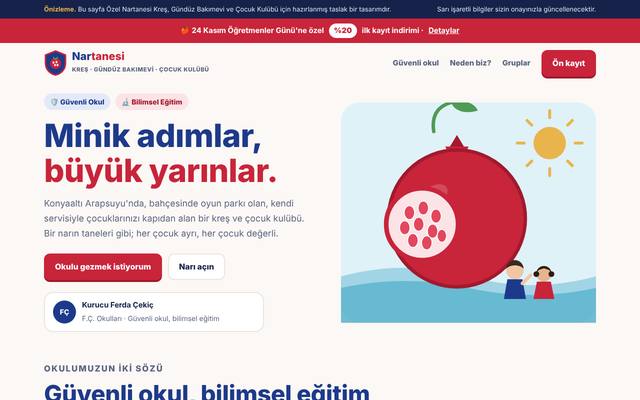 Önizleme. Bu sayfa Özel Nartanesi Kreş, Gündüz Bakımevi ve Çocuk Kulübü için hazırlanmış taslak bir tasarımdır.
Sarı işaretli bilgiler sizin onayınızla güncellenecektir.
24 Kasım Öğretmenler Günü'ne özel %20 ilk kayıt indirimi · Detaylar
Nartanesi
KREŞ · GÜNDÜZ BAKIMEVİ · ÇOCUK KULÜBÜ
Güvenli okul
Neden biz?
Gruplar
Ön kayıt
Güvenli Okul
Bilimsel Eğitim
Minik adımlar,
büyük yarınlar.
Konyaaltı Arapsuyu'nda, bahçesinde oyun parkı olan, kendi
servisiyle çocuklarınızı kapıdan alan bir kreş ve çocuk kulübü.
Bir narın taneleri gibi; her çocuk ayrı, her çocuk değerli.
Okulu gezmek istiyorum
Narı açın
FÇ
Kurucu Ferda Çekiç
F.Ç. Okulları · Güvenli okul, bilimsel eğitim
OKULUMUZUN İKİ SÖZÜ
Güvenli okul, bilimsel eğitim